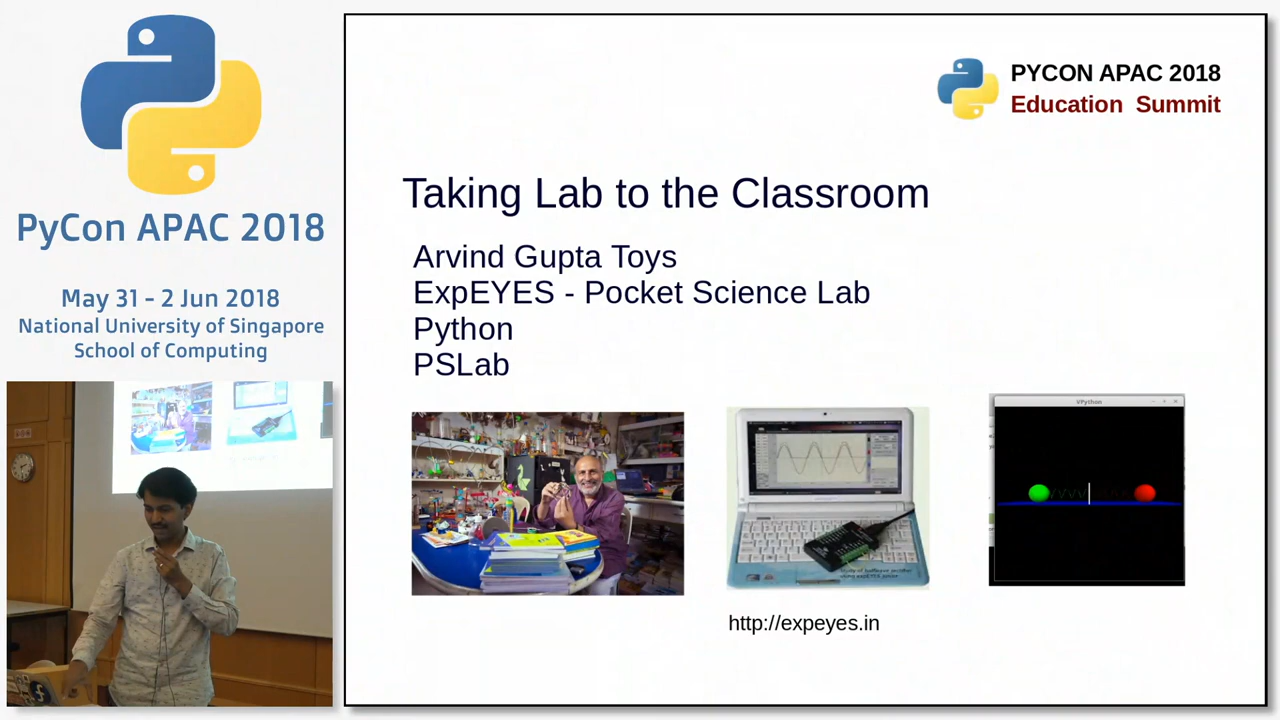 PyCon APAC 2018
May 31 - 2 Jun 2018
National University of Singapore
School of Computing
PYCON APAC 2018
Education Summit
Taking Lab to the Classroom
Arvind Gupta Toys
ExpEYES - Pocket Science Lab
Python
PSLab
VPython
http://expeyes.in